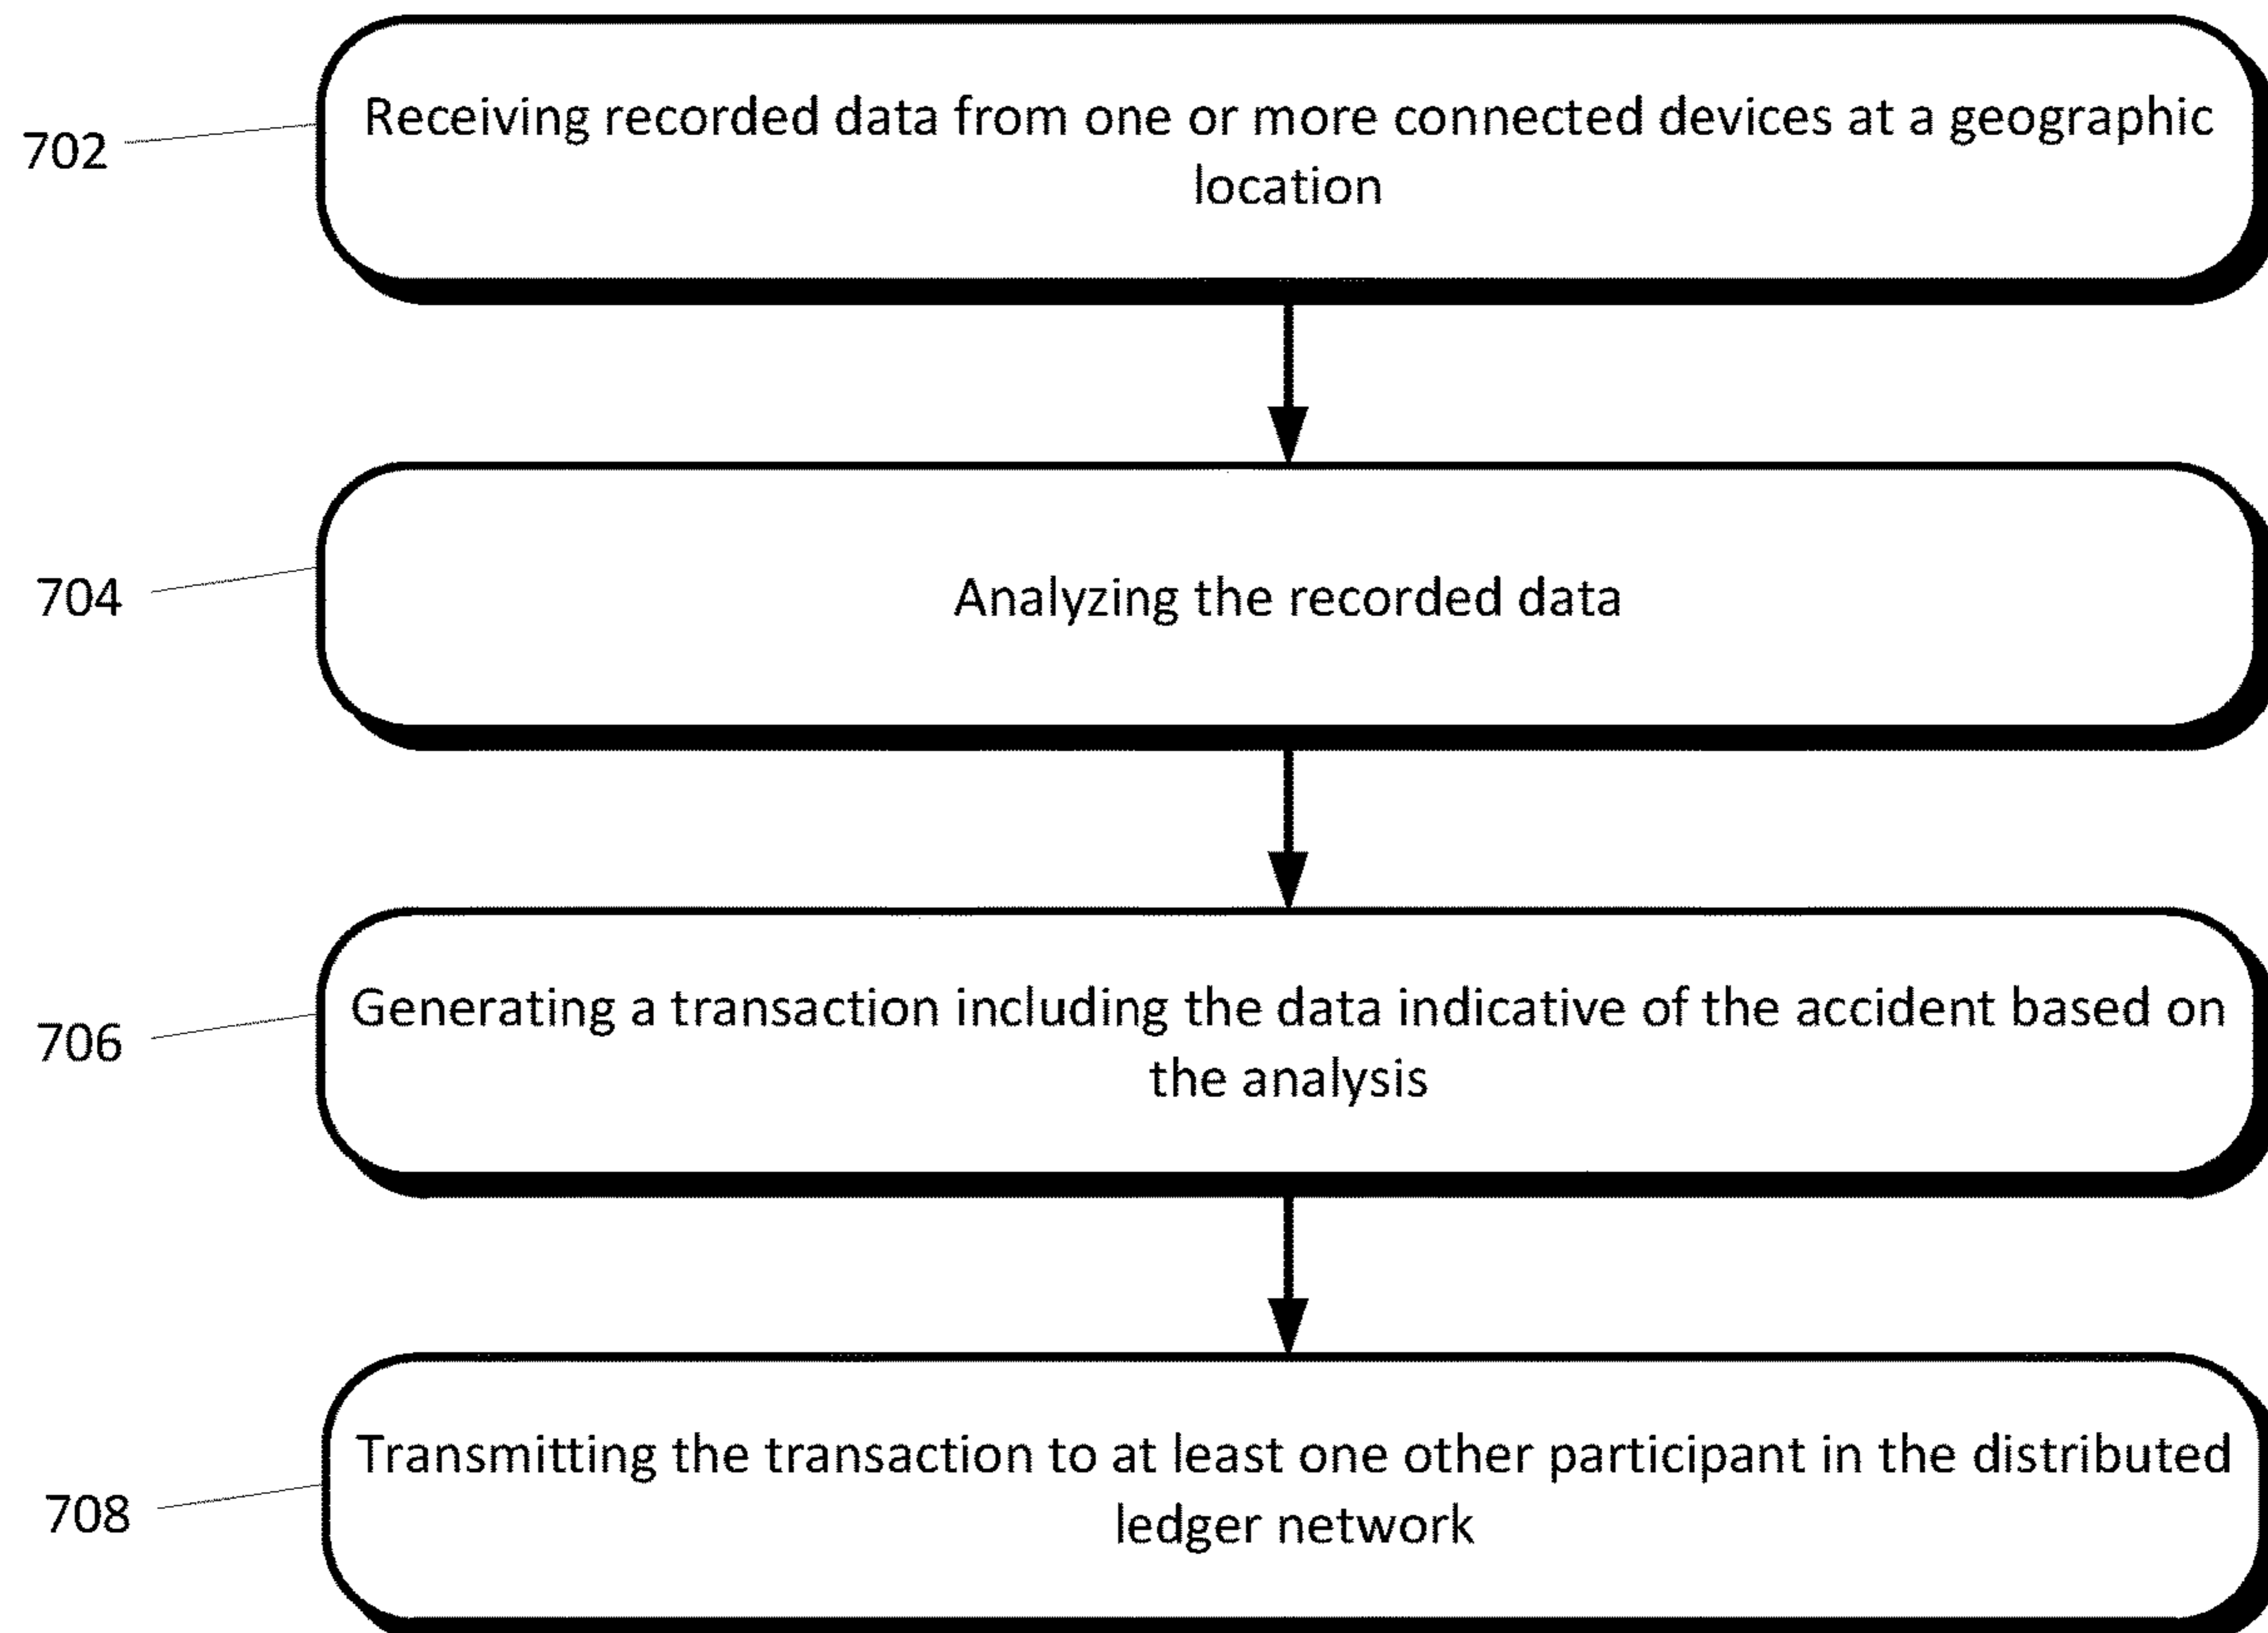 702
Receiving recorded data from one or more connected devices at a geographic
location
704
Analyzing the recorded data
706
Generating a transaction including the data indicative of the accident based on
the analysis
708
Transmitting the transaction to at least one other participant in the distributed
ledger network